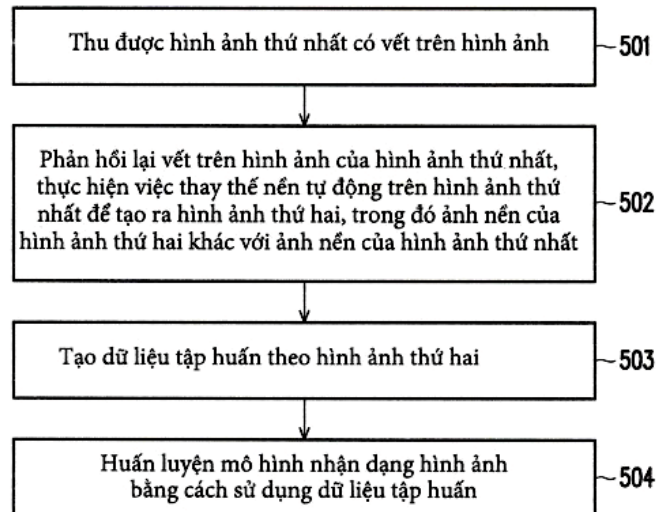 Thu được hình ảnh thứ nhất có vết trên hình ảnh
501
Phản hồi lại vết trên hình ảnh của hình ảnh thứ nhất,
thực hiện việc thay thế nền tự động trên hình ảnh thứ
nhất để tạo ra hình ảnh thứ hai, trong đó ảnh nền của
hình ảnh thứ hai khác với ảnh nền của hình ảnh thứ nhất
502
Tạo dữ liệu tập huấn theo hình ảnh thứ hai
503
Huấn luyện mô hình nhận dạng hình ảnh
bằng cách sử dụng dữ liệu tập huấn
504